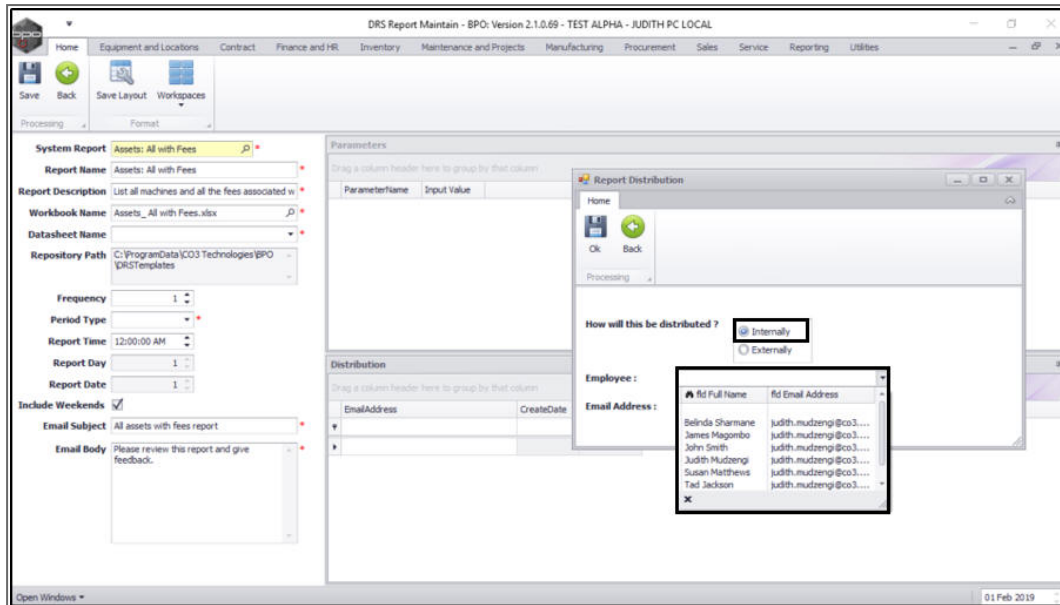 DRS Report Maintain - BPO: Version 2.1.0.69 - TEST ALPHA - JUDITH PC LOCAL
bpo
Home Equipment and Locations Contract Finance and HR Inventory Maintenance and Projects Manufacturing Procurement Sales Service Reporting Utilities
Save Back Save Layout Workspaces
Processing Format
System Report Assets: All with Fees
Report Name Assets: All with Fees
Report Description List all machines and all the fees associated w
Workbook Name Assets_ All with Fees.xlsx
Datasheet Name
Repository Path C:\ProgramData\CO3 Technologies\BPO
\DRSTemplates
Frequency 1
Period Type
Report Time 12:00:00 AM
Report Day 1
Report Date 1
Include Weekends
Email Subject All assets with fees report
Email Body Please review this report and give
feedback.
Parameters
Drag a column header here to group by that column
ParameterName Input Value
Distribution
Drag a column header here to group by that column
EmailAddress CreateDate
Report Distribution
Home
Ok Back
Processing
How will this be distributed ?
Internally
Externally
Employee :
Email Address :
fld Full Name fld Email Address
Belinda Sharmane judith.mudzengi@co3....
James Magombo judith.mudzengi@co3....
John Smith judith.mudzengi@co3....
Judith Mudzengi judith.mudzengi@co3....
Susan Matthews judith.mudzengi@co3....
Tad Jackson judith.mudzengi@co3....
Open Windows
01 Feb 2019